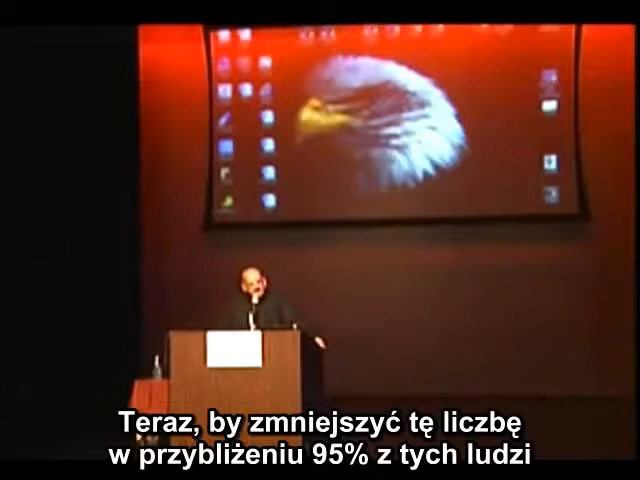 Teraz, by zmniejszyć tę liczbę
w przybliżeniu 95% z tych ludzi